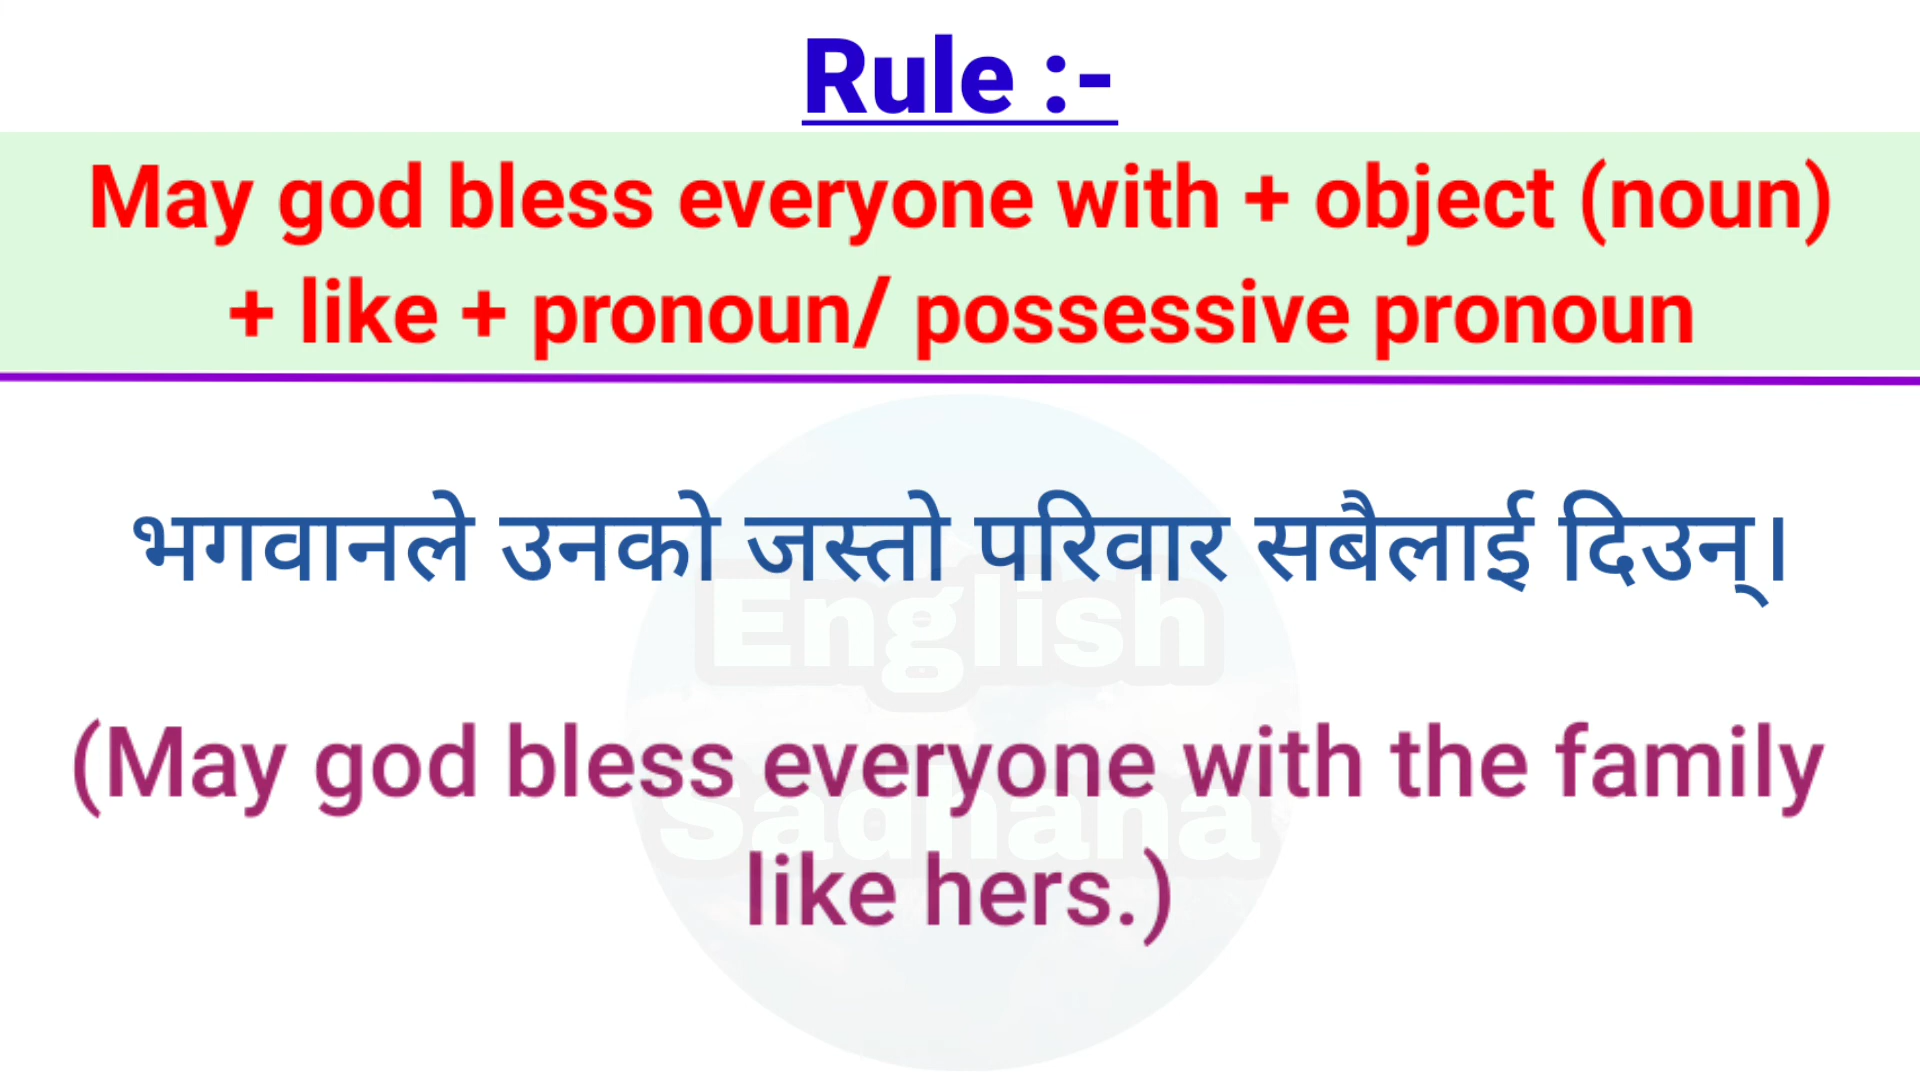 Rule :-
May god bless everyone with + object (noun)
+ like + pronoun/ possessive pronoun
भगवानले उनको जस्तो परिवार सबैलाई दिउन्।
English
(May god bless everyone with the family
Sadhana
like hers.)